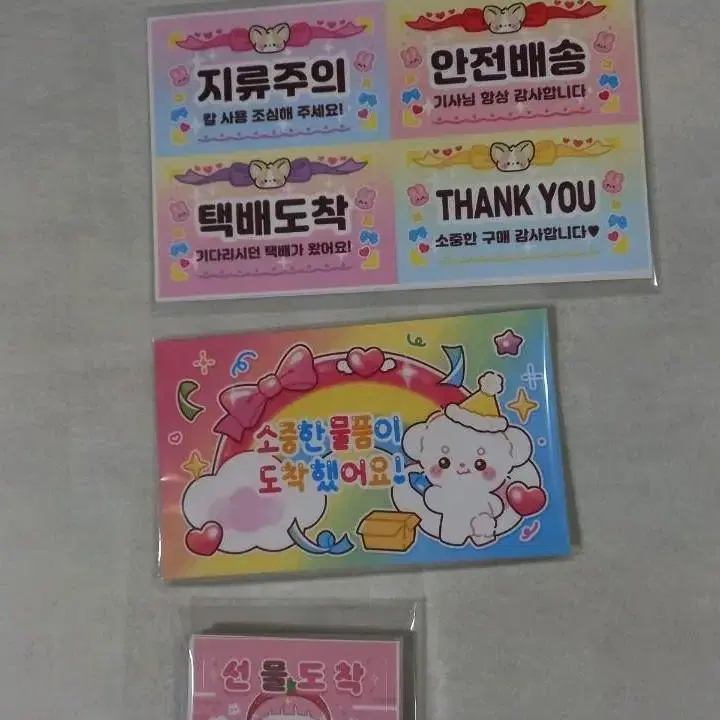 지류주의
칼 사용 조심해 주세요!
안전배송
기사님 항상 감사합니다
택배도착
기다리시던 택배가 왔어요!
THANK YOU
소중한 구매 감사합니다♥
소중한 물품이
도착했어요!
선물도착